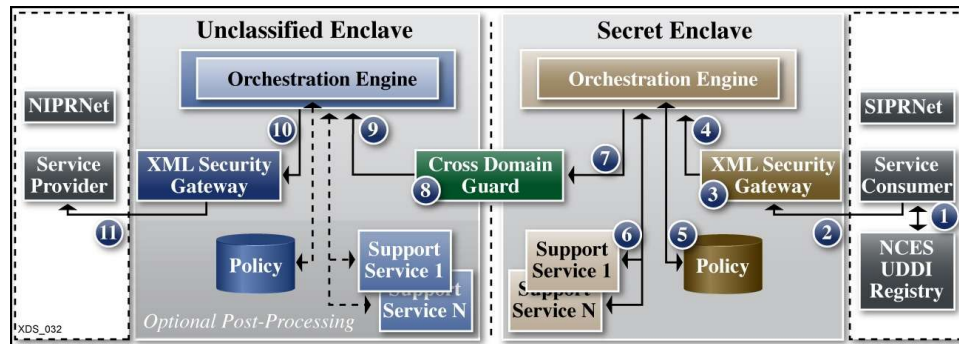 Unclassified Enclave
Secret Enclave
Orchestration Engine
Orchestration Engine
NIPRNet
SIPRNet
10
9
4
7
Service
Provider
XML Security
Gateway
Cross Domain
Guard
8
XML Security
Gateway
3
Service
Consumer
11
2
1
Policy
Support
Service 1
Support
Service N
6
5
Support
Service 1
Support
Service N
Policy
NCES
UDDI
Registry
Optional Post-Processing
XDS_032